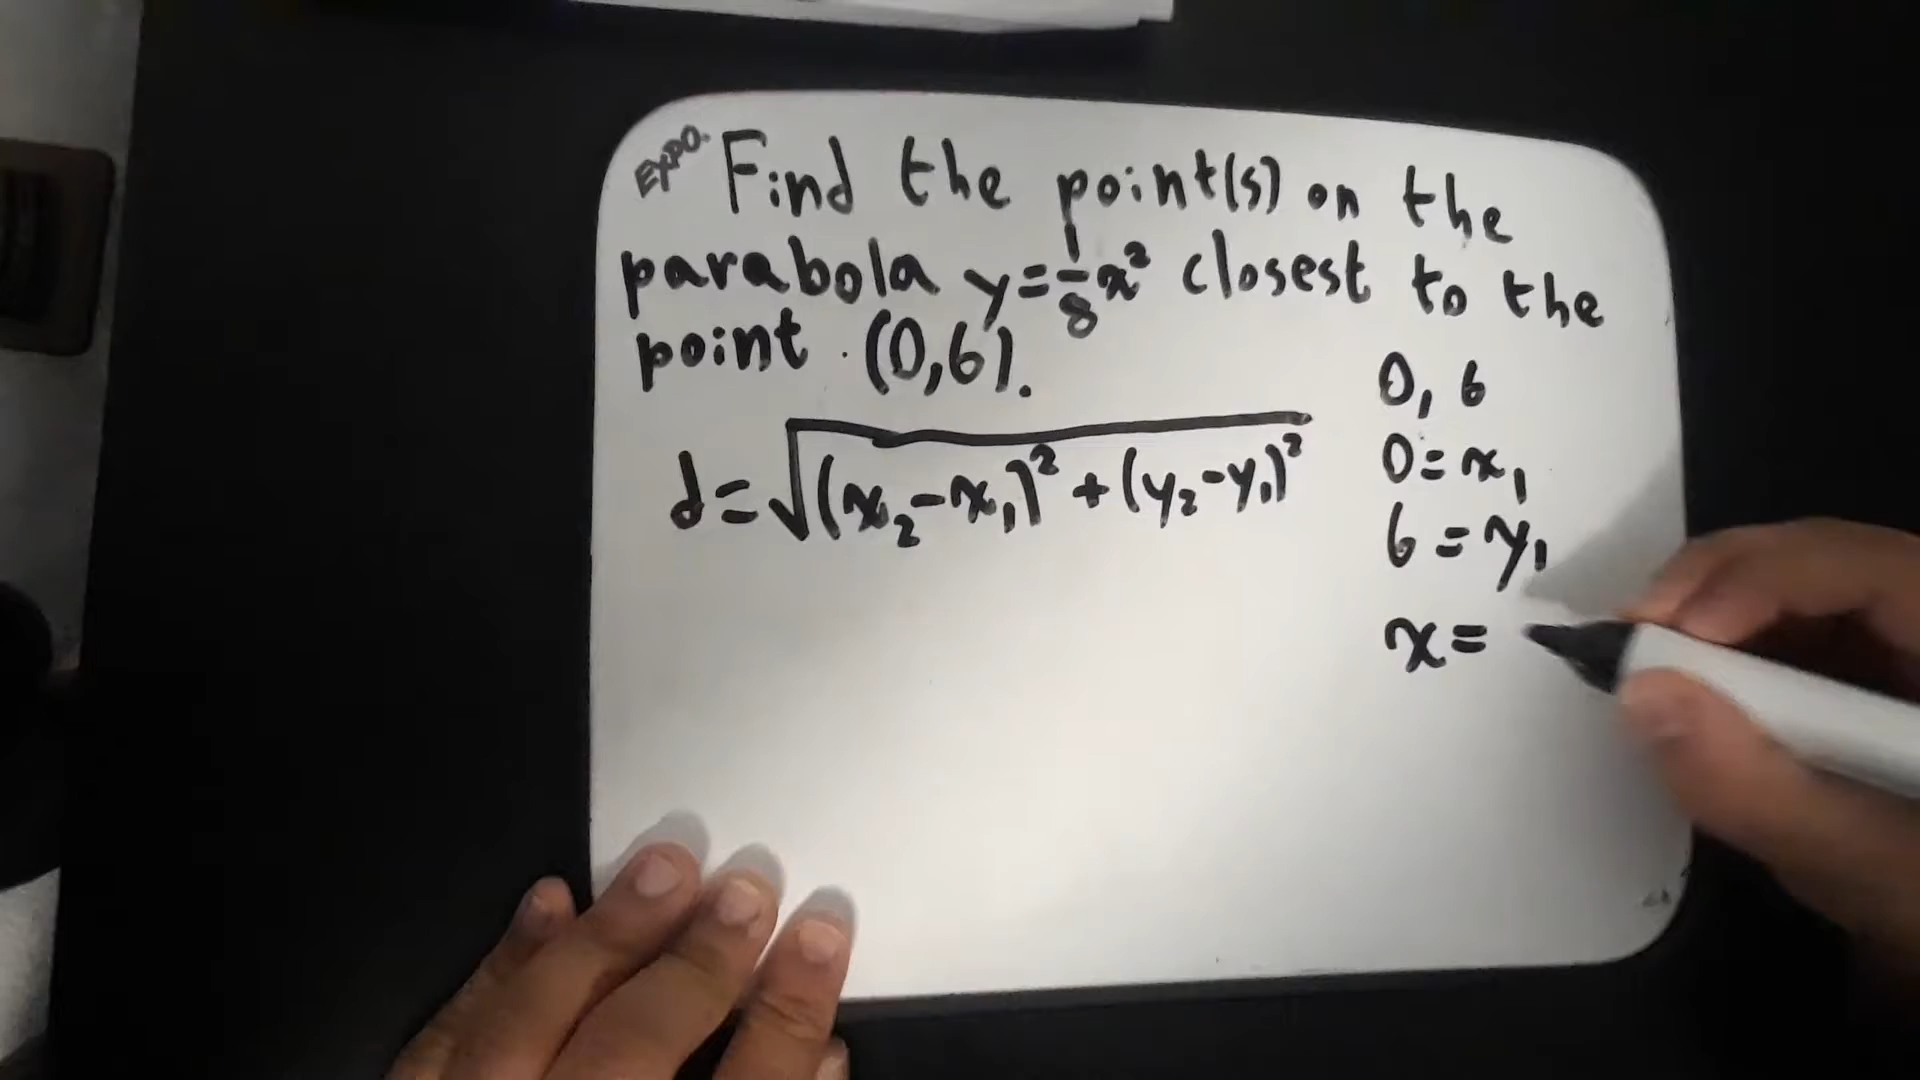 EXPO.
Find the point(s) on the
parabola y=1/8x² closest to the
point (0,6).
0, 6
d=√(x₂-x₁)²+(y₂-y₁)²
0=x₁
6=y₁
x=